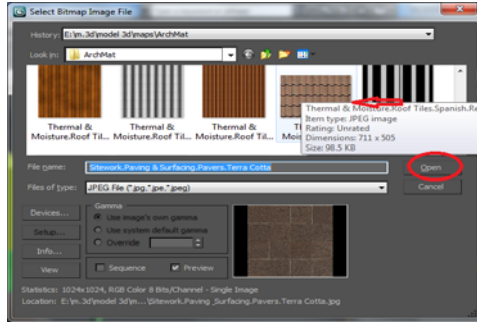 Select Bitmap Image File
History: E:\m.3d\model 3d\maps\ArchMat
Look in: ArchMat
Thermal & Moisture.Roof Til...
Thermal & Moisture.Roof Til...
Thermal & Moisture.Roof Til...
Thermal & Moisture.Roof Tiles.Spanish.Re
Item type: JPEG image
Rating: Unrated
Dimensions: 711 x 505
Size: 98.5 KB
File name: Sitework.Paving & Surfacing.Pavers.Terra Cotta
Open
Files of type: JPEG File (*.jpg,*.jpe,*.jpeg)
Cancel
Devices...
Setup...
Info...
View
Gamma
Use image's own gamma
Use system default gamma
Override
Sequence
Preview
Statistics: 1024x1024, RGB Color 8 Bits/Channel - Single Image
Location: E:\m.3d\model 3d\m...\Sitework.Paving _Surfacing.Pavers.Terra Cotta.jpg